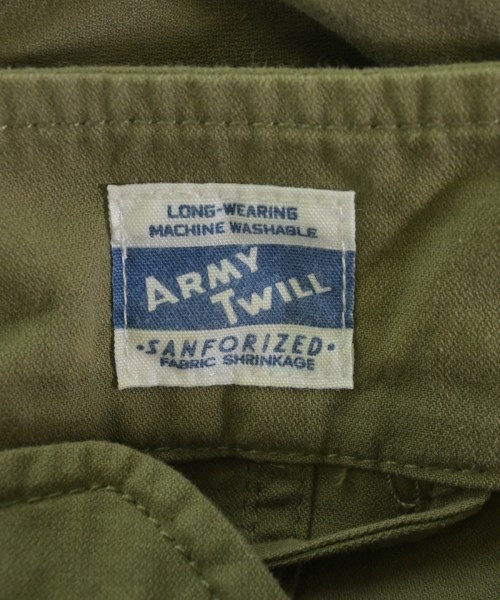 LONG-WEARING
MACHINE WASHABLE
ARMY
TWILL
•SANFORIZED•
FABRIC SHRINKAGE